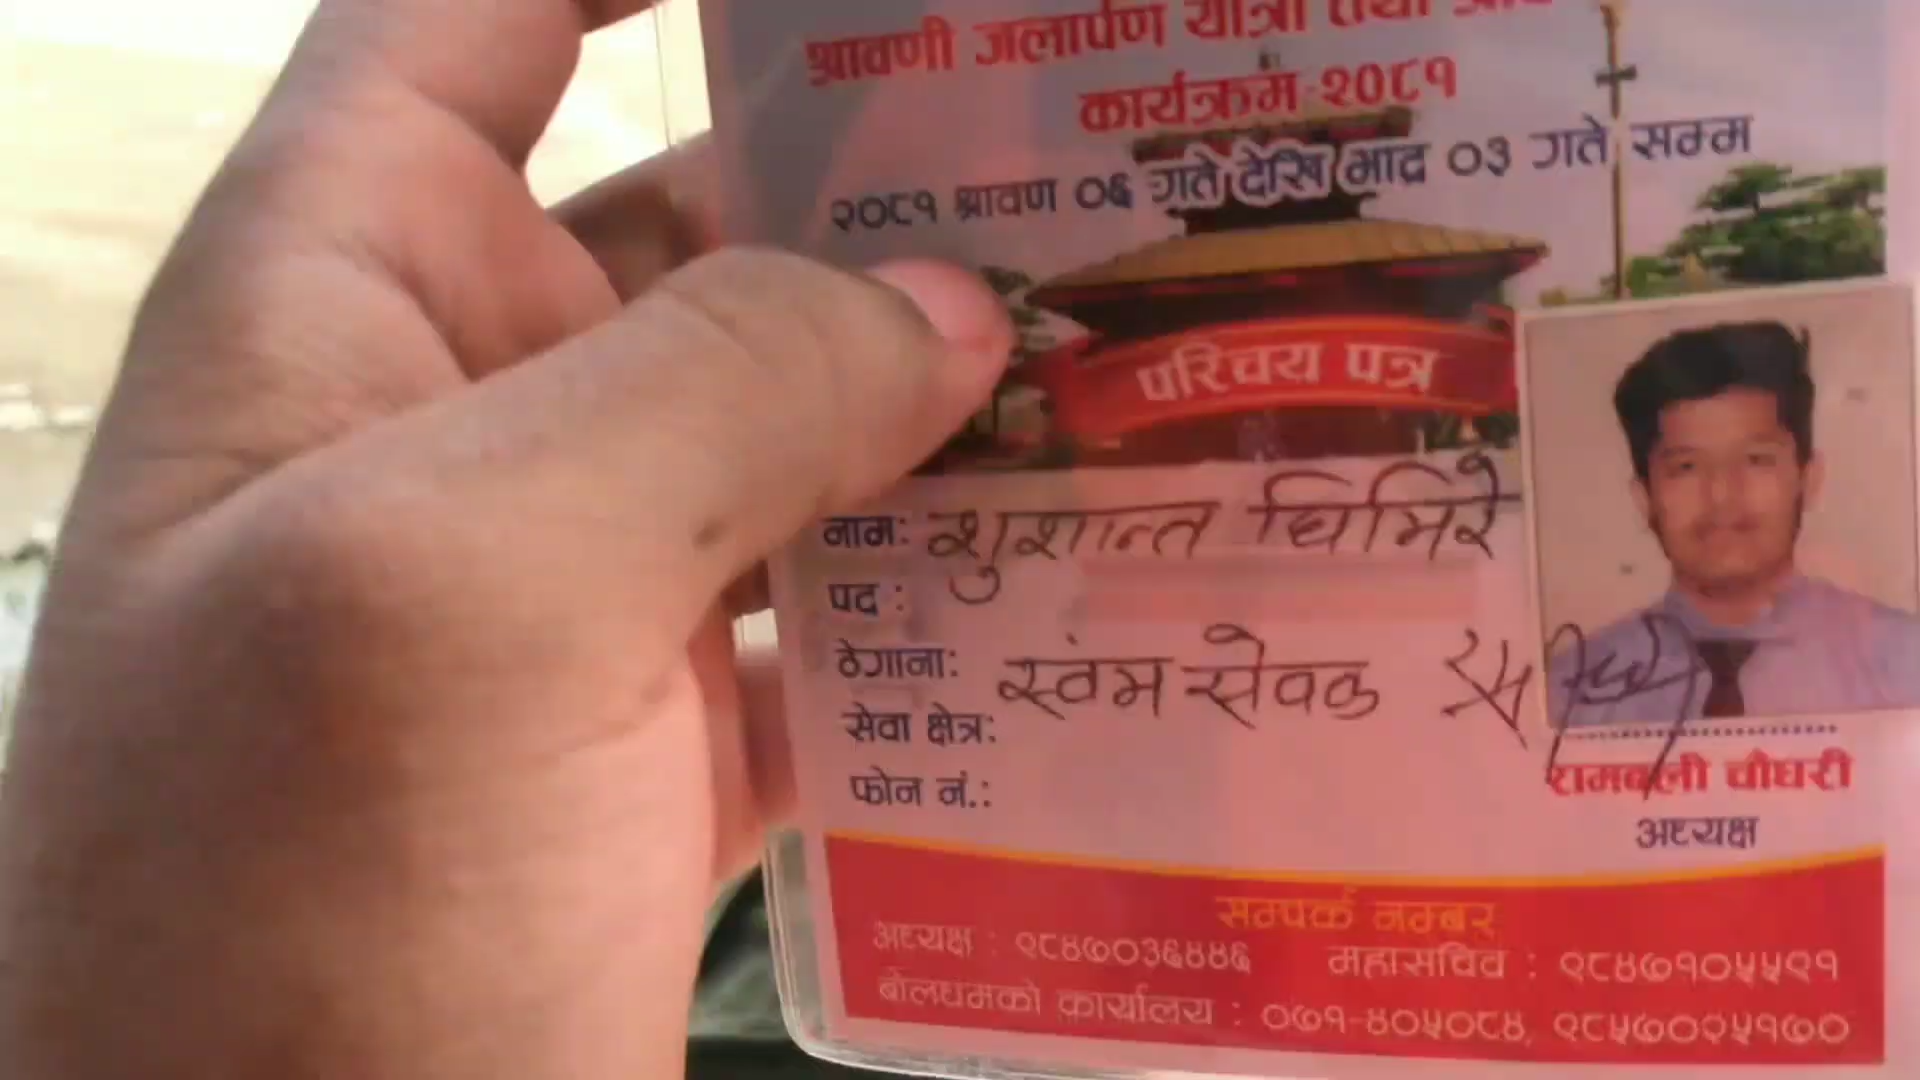 श्रावणी जलार्पण यात्रा तथा
कार्यक्रम-२०८१
२०८१ श्रावण ०६ गते देखि भाद्र ०३ गते सम्म
परिचय पत्र
नामः शुशान्त घिमिरे
पद :
ठेगानाः स्वंम सेवक
सेवा क्षेत्रः
फोन नं.:
रामबली चौधरी
अध्यक्ष
सम्पर्क नम्बर
अध्यक्ष : ९८४७०३६४४६ महासचिव : ९८४७१०५५९१
बोलधमको कार्यालय : ०७१-४०५०८४, ९८५७०२५१७०